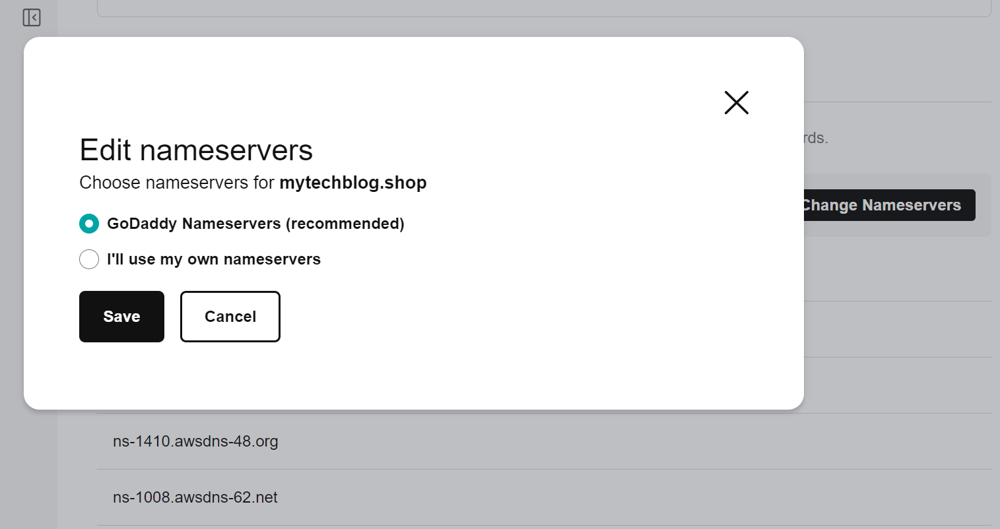 Edit nameservers
Choose nameservers for mytechblog.shop
rds.
GoDaddy Nameservers (recommended)
Change Nameservers
I'll use my own nameservers
Save
Cancel
ns-1410.awsdns-48.org
ns-1008.awsdns-62.net